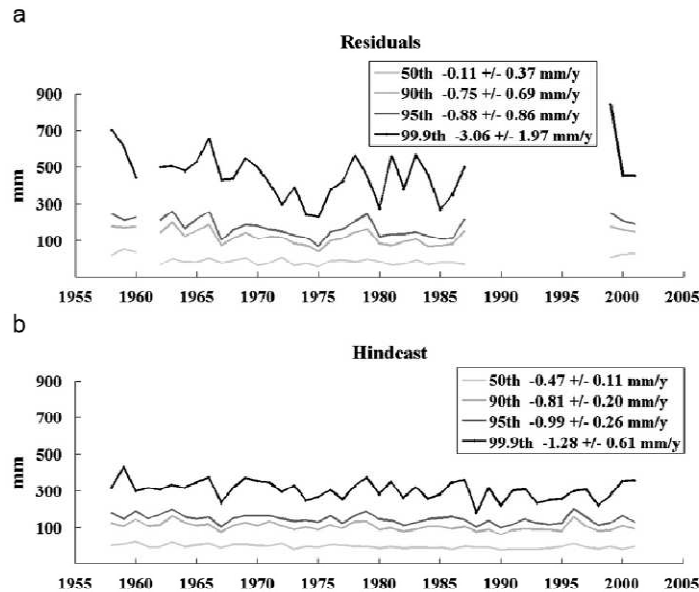 a
Residuals
50th -0.11 +/- 0.37 mm/y
90th -0.75 +/- 0.69 mm/y
95th -0.88 +/- 0.86 mm/y
99.9th -3.06 +/- 1.97 mm/y
900
700
500
300
100
mm
1955 1960 1965 1970 1975 1980 1985 1990 1995 2000 2005
b
Hindcast
50th -0.47 +/- 0.11 mm/y
90th -0.81 +/- 0.20 mm/y
95th -0.99 +/- 0.26 mm/y
99.9th -1.28 +/- 0.61 mm/y
900
700
500
300
100
mm
1955 1960 1965 1970 1975 1980 1985 1990 1995 2000 2005